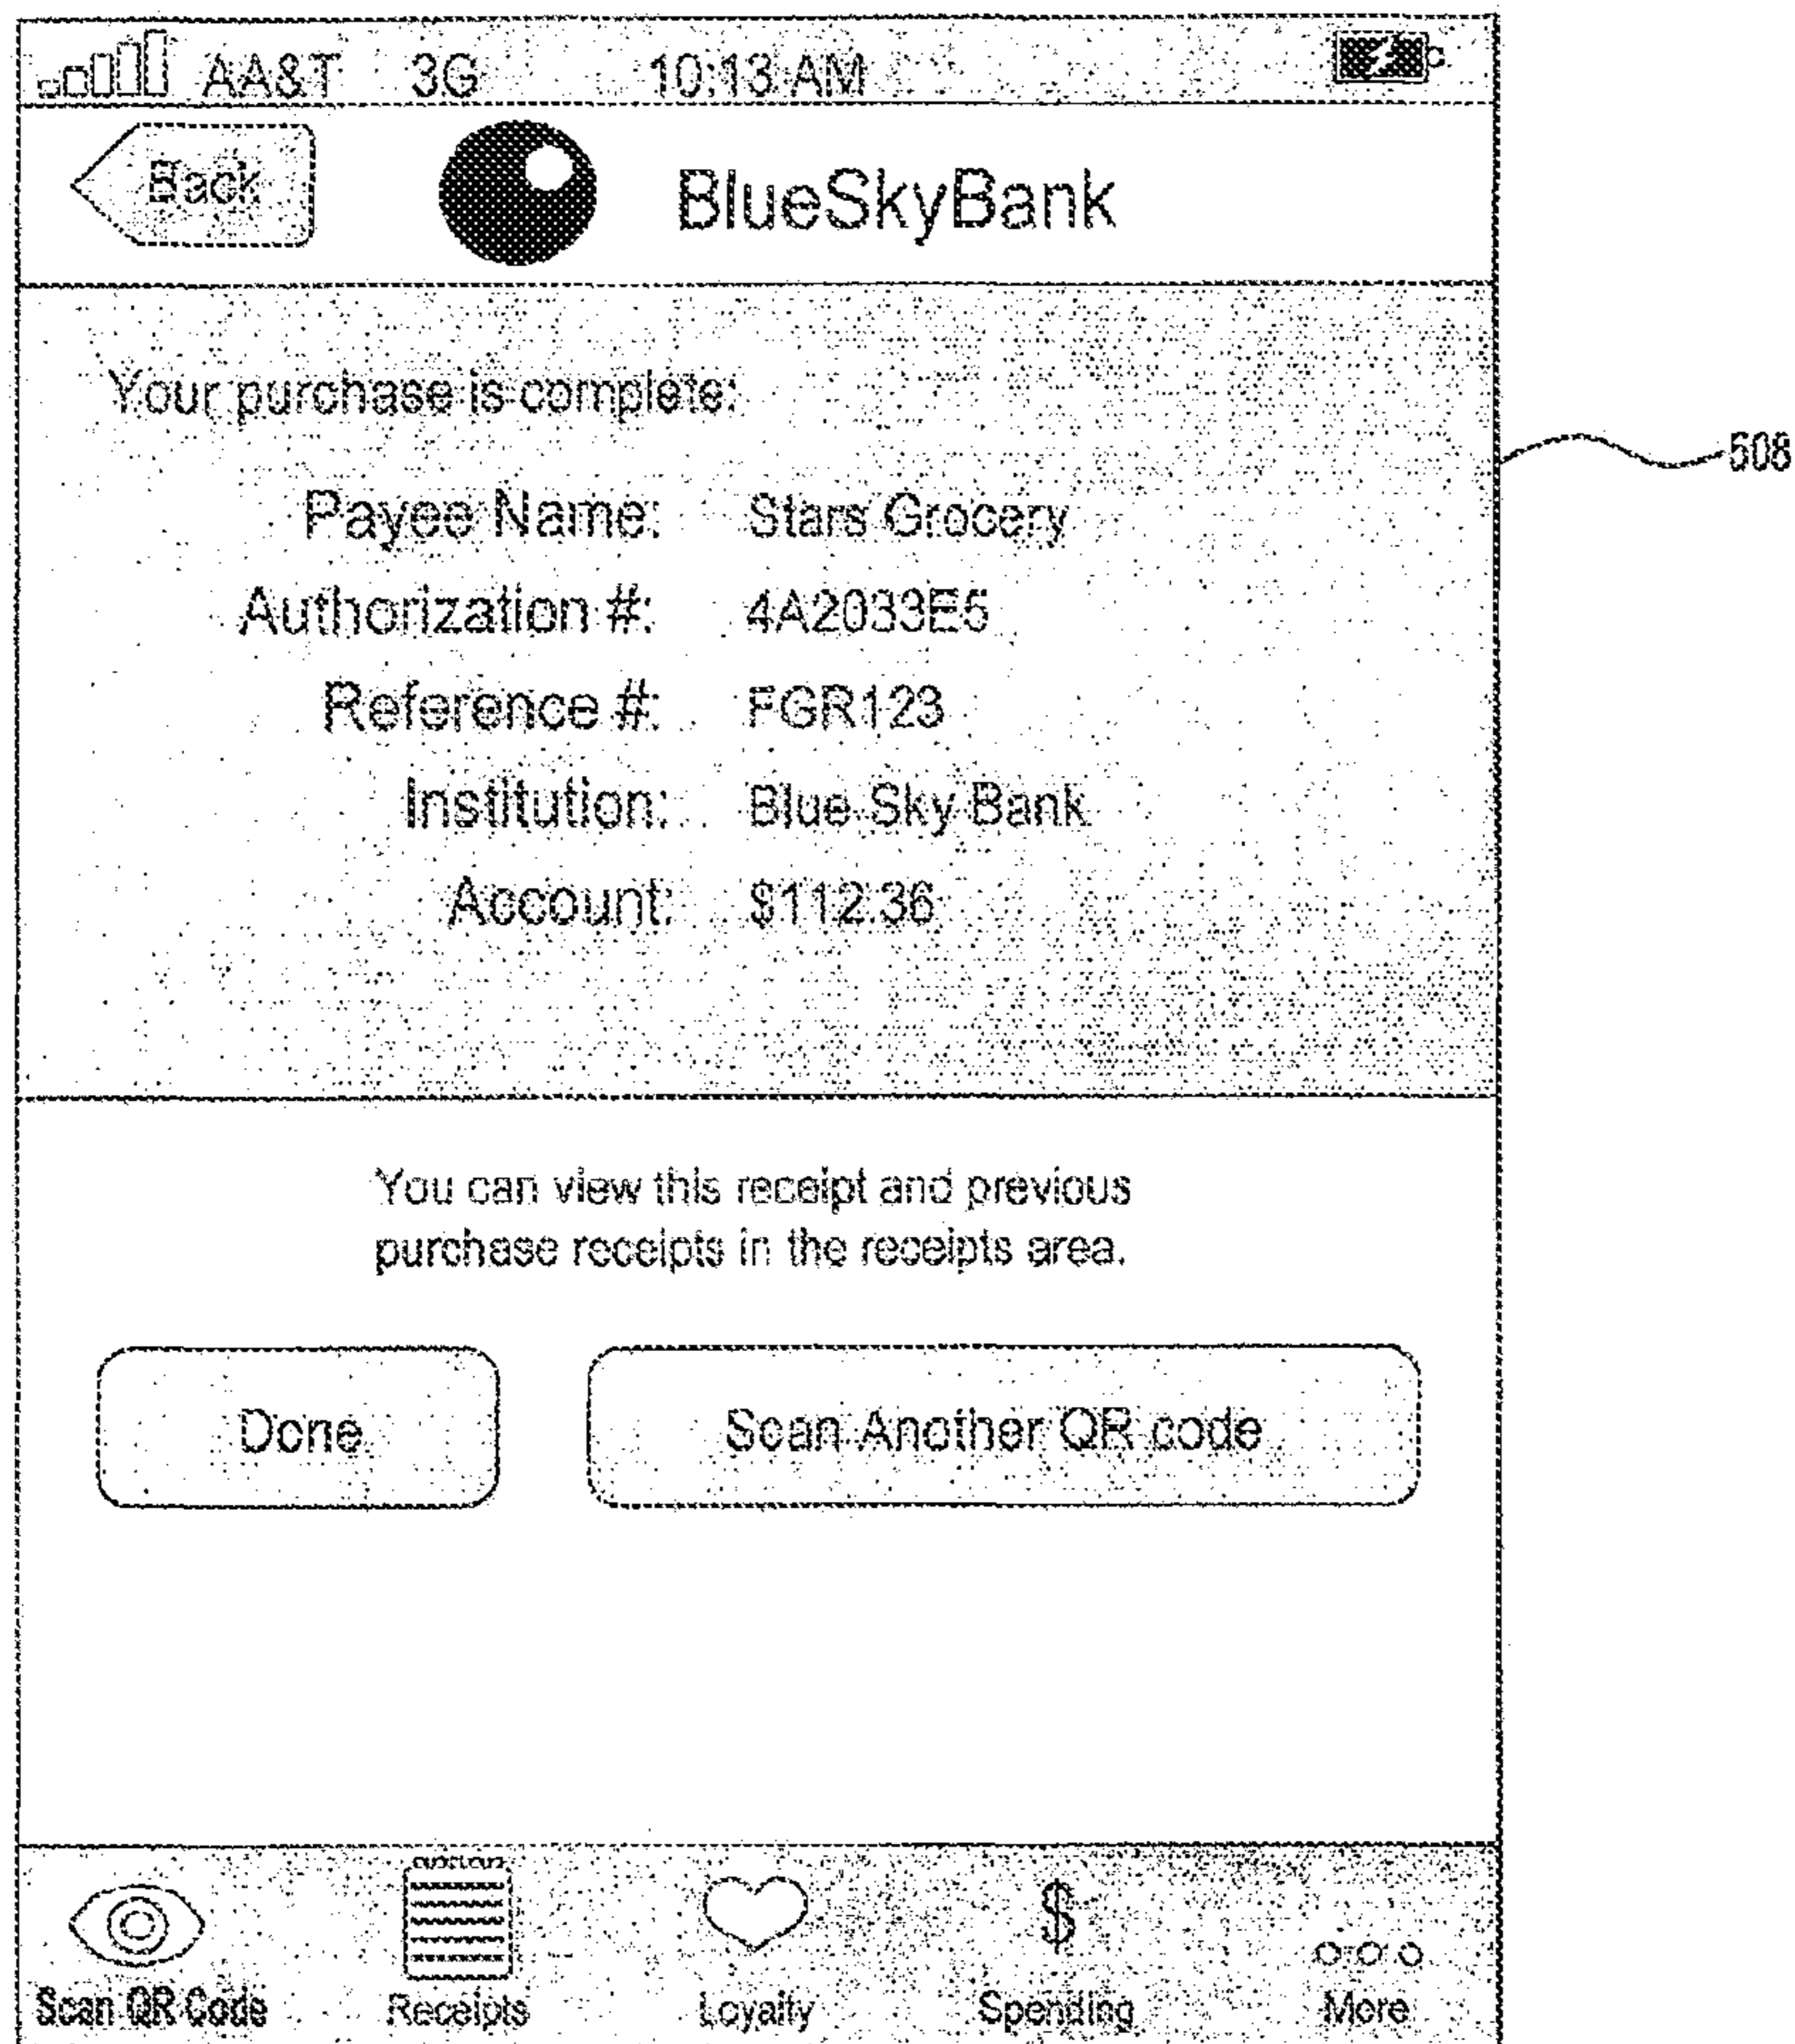 AA&T 3G 10:13 AM
Back BlueSkyBank
Your purchase is complete:
Payee Name: Stars Grocery
Authorization #: 4A2033E5
Reference #: FGR123
Institution: Blue Sky Bank
Account: $112.36
508
You can view this receipt and previous
purchase receipts in the receipts area.
Done Scan Another QR code
$
Scan QR Code Receipts Loyalty Spending More